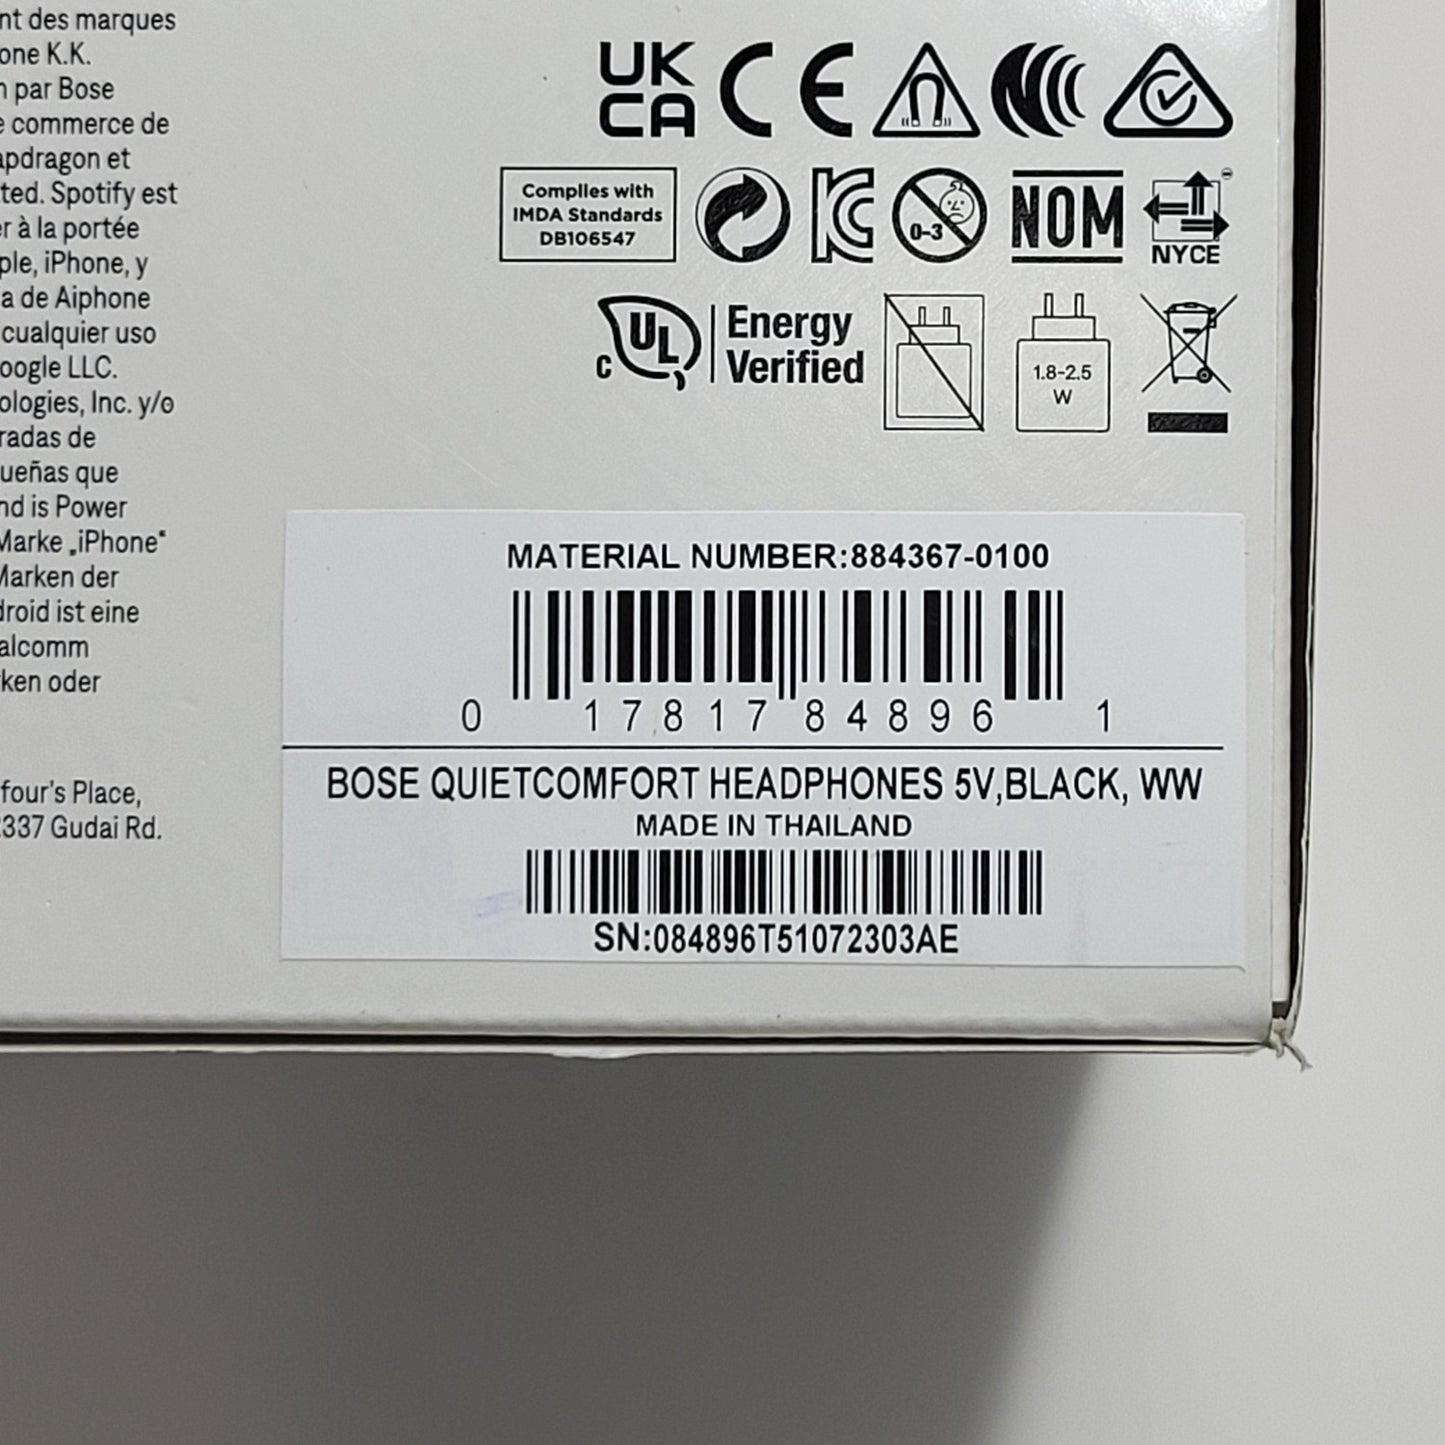 nt des marques
one K.K.
n par Bose
e commerce de
apdragon et
ted. Spotify est
er à la portée
ple, iPhone, y
a de Aiphone
cualquier uso
oogle LLC.
ologies, Inc. y/o
radas de
ueñas que
nd is Power
Marke „iPhone“
Marken der
droid ist eine
alcomm
ken oder
four's Place,
2337 Gudai Rd.
UK
CA
CE
Complies with
IMDA Standards
DB106547
0-3
NOM
NYCE
c UL Energy
Verified
1.8-2.5
W
MATERIAL NUMBER:884367-0100
0 17817 84896 1
BOSE QUIETCOMFORT HEADPHONES 5V,BLACK, WW
MADE IN THAILAND
SN:084896T51072303AE